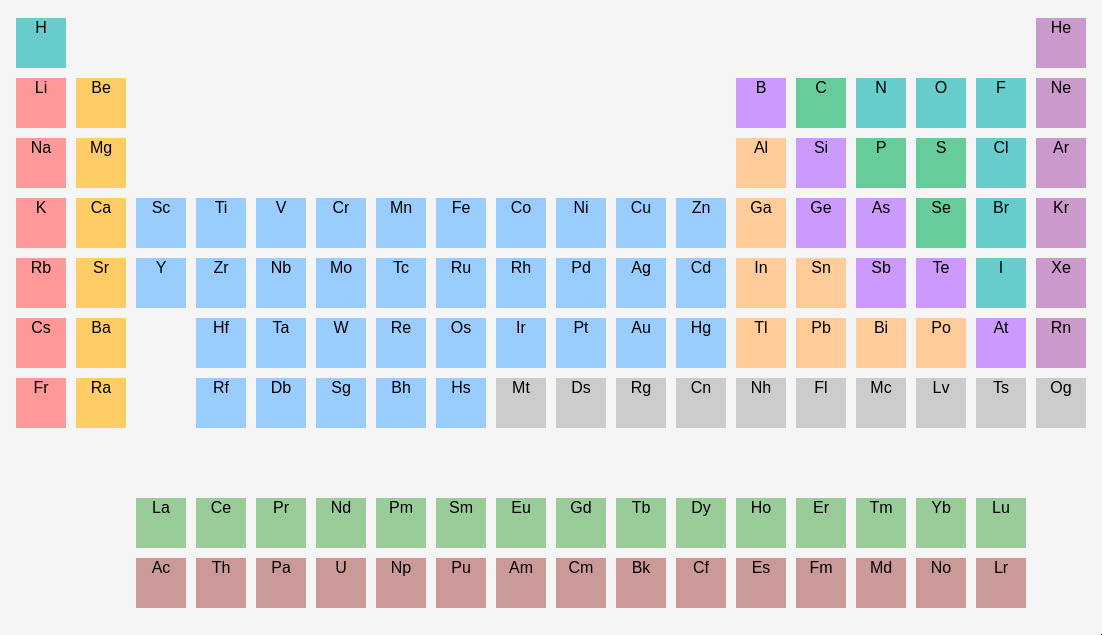 H He
Li Be B C N O F Ne
Na Mg Al Si P S Cl Ar
K Ca Sc Ti V Cr Mn Fe Co Ni Cu Zn Ga Ge As Se Br Kr
Rb Sr Y Zr Nb Mo Tc Ru Rh Pd Ag Cd In Sn Sb Te I Xe
Cs Ba Hf Ta W Re Os Ir Pt Au Hg Tl Pb Bi Po At Rn
Fr Ra Rf Db Sg Bh Hs Mt Ds Rg Cn Nh Fl Mc Lv Ts Og
La Ce Pr Nd Pm Sm Eu Gd Tb Dy Ho Er Tm Yb Lu
Ac Th Pa U Np Pu Am Cm Bk Cf Es Fm Md No Lr